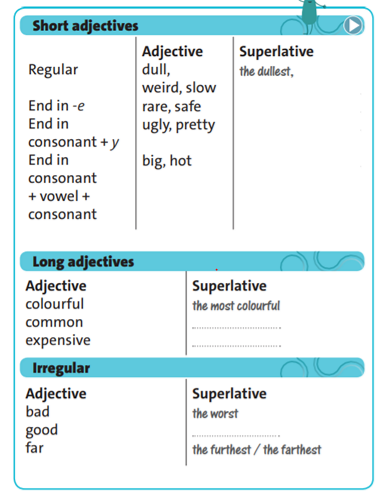 Short adjectives
Adjective Superlative
Regular dull, the dullest,
weird, slow
End in -e rare, safe
End in ugly, pretty
consonant + y
End in big, hot
consonant
+ vowel +
consonant
Long adjectives
Adjective Superlative
colourful the most colourful
common ........................
expensive ........................
Irregular
Adjective Superlative
bad the worst
good ........................
far the furthest / the farthest